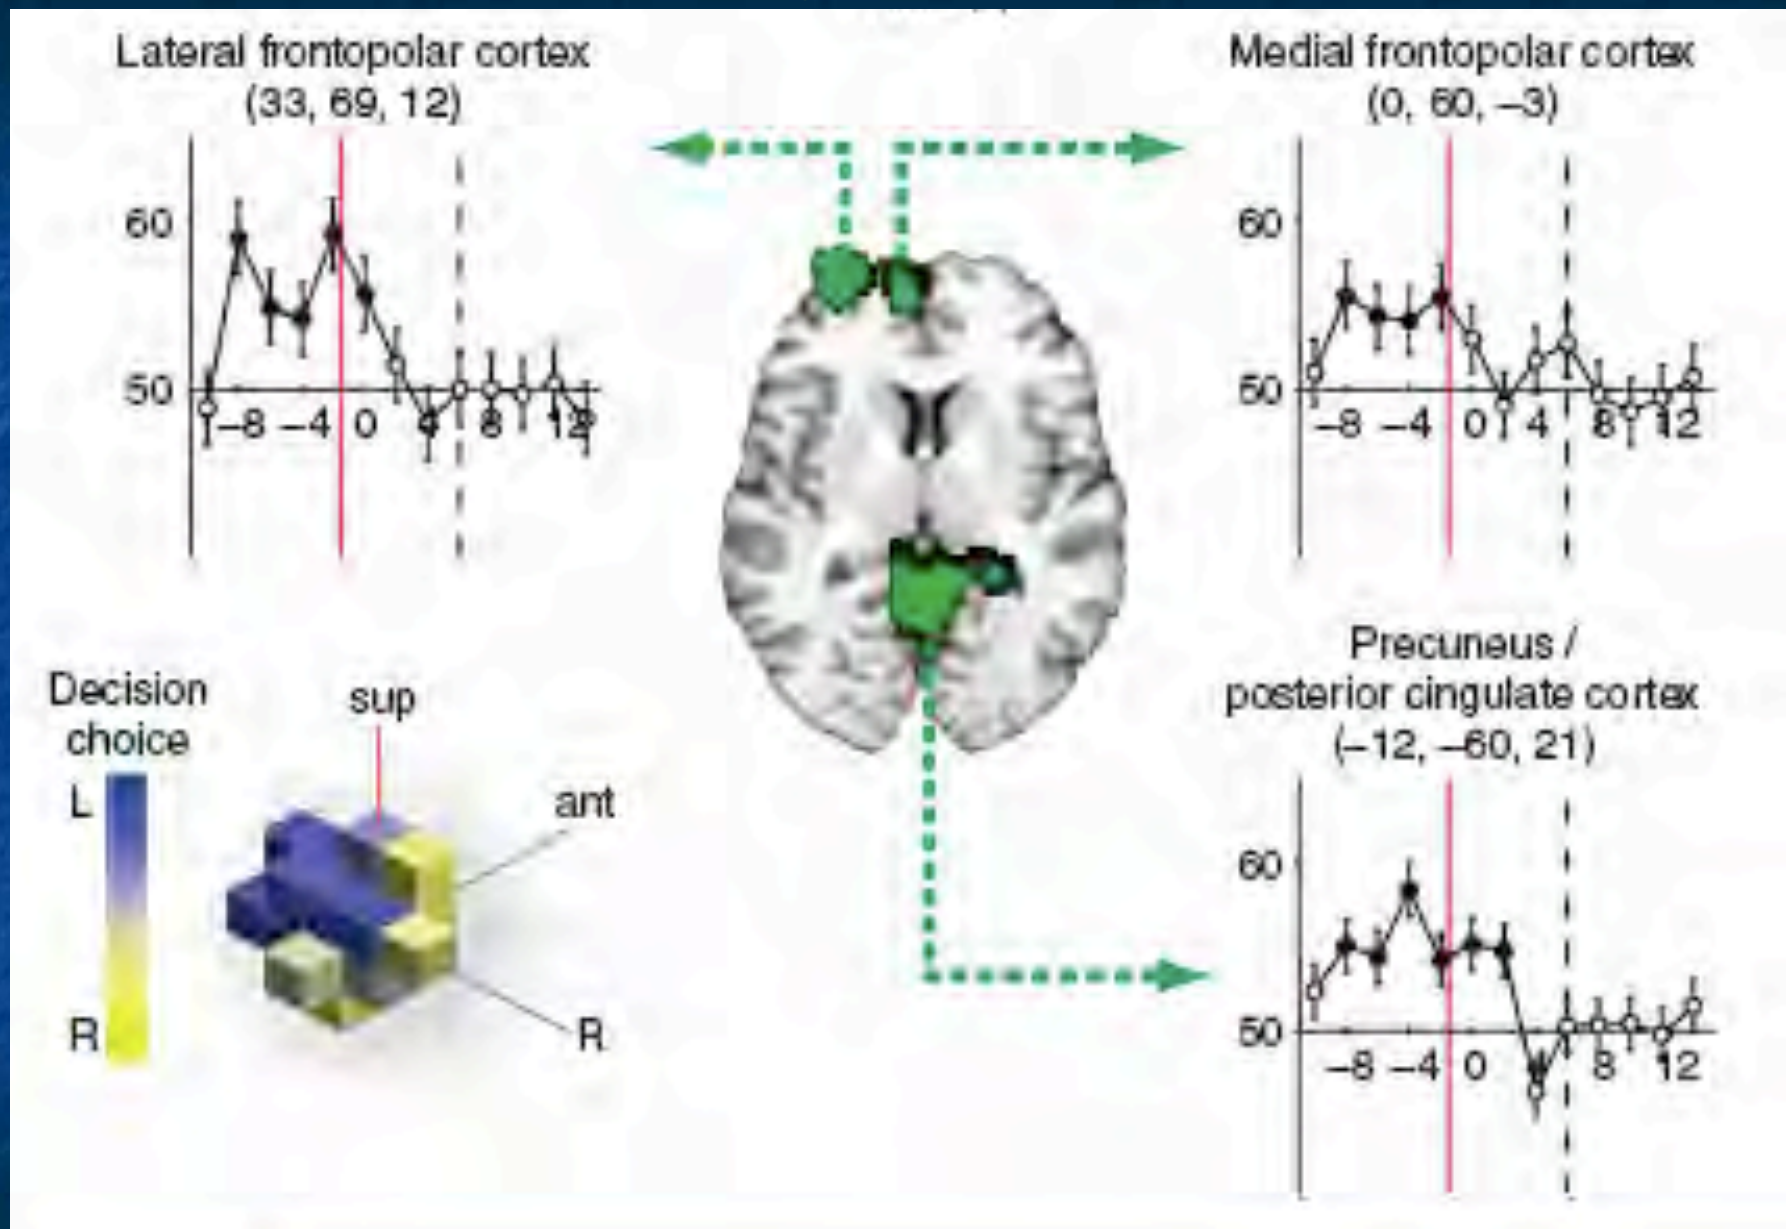 Lateral frontopolar cortex
(33, 69, 12)
60
50
−8 −4 0 4 8 12
Medial frontopolar cortex
(0, 60, −3)
60
50
−8 −4 0 4 8 12
Decision
choice
L
R
sup
ant
R
Precuneus /
posterior cingulate cortex
(−12, −60, 21)
60
50
−8 −4 0 8 12